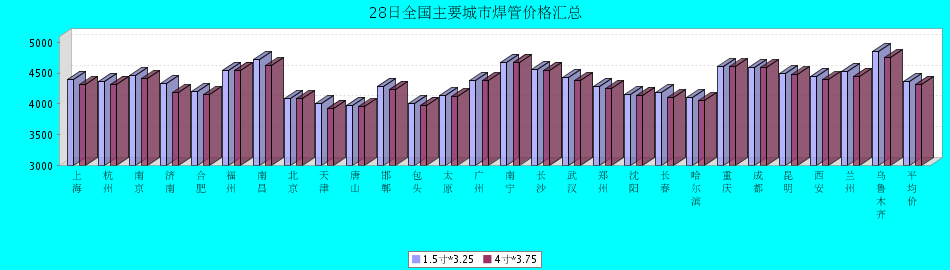 28日全国主要城市焊管价格汇总
5000
4500
4000
3500
3000
上海
杭州
南京
济南
合肥
福州
南昌
北京
天津
唐山
邯郸
包头
太原
广州
南宁
长沙
武汉
郑州
沈阳
长春
哈尔滨
重庆
成都
昆明
西安
兰州
乌鲁木齐
平均价
1.5寸*3.25
4寸*3.75